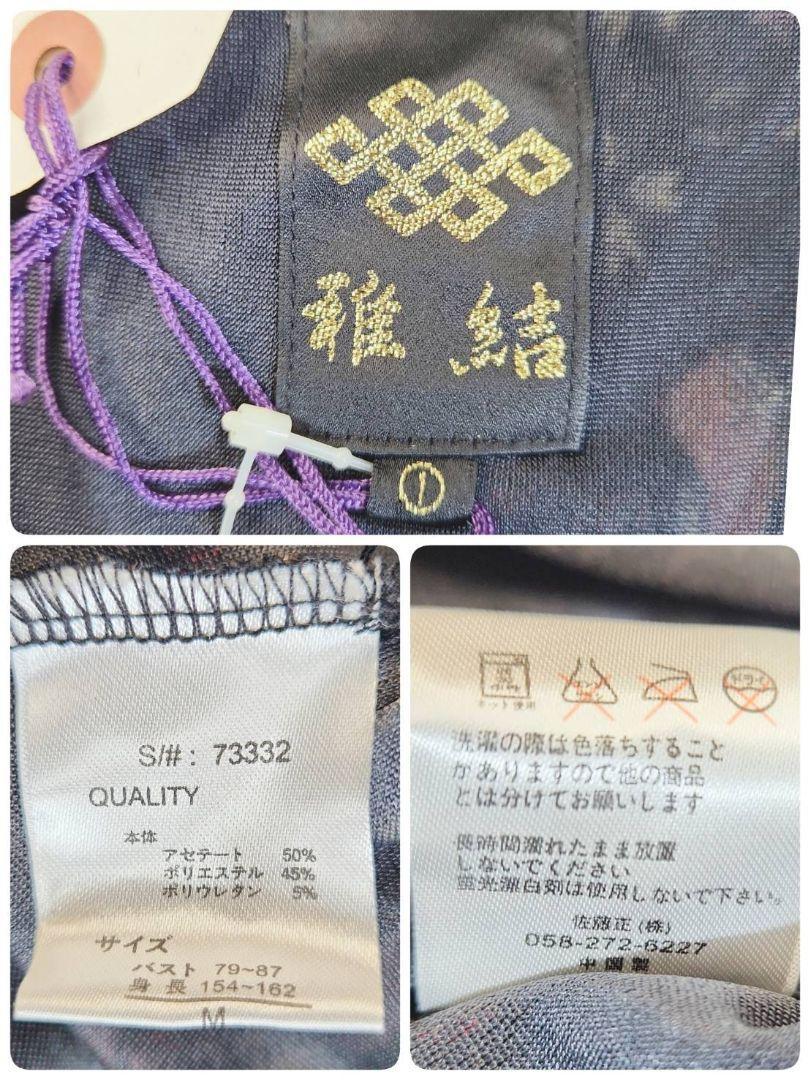 雅結
①
S/#: 73332
QUALITY
本体
アセテート 50%
ポリエステル 45%
ポリウレタン 5%
サイズ
バスト 79~87
身長 154~162
M
ネット使用
洗濯の際は色落ちすること
がありますので他の商品
とは分けてお願いします
長時間濡れたまま放置
しないでください
蛍光漂白剤は使用しないで下さい。
佐藤正(株)
058-272-6227
中国製